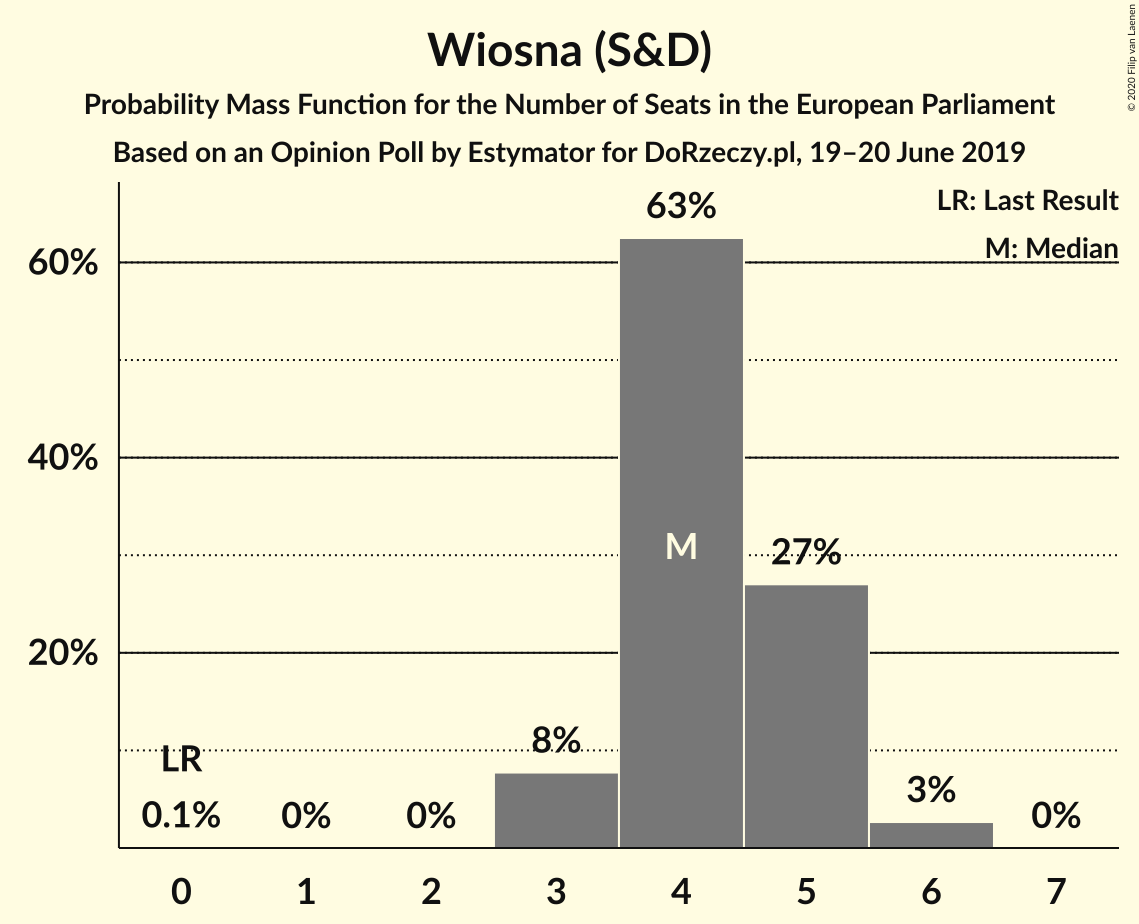 Wiosna (S&D)
Probability Mass Function for the Number of Seats in the European Parliament
Based on an Opinion Poll by Estymator for DoRzeczy.pl, 19–20 June 2019
© 2020 Filip van Laenen
LR: Last Result
M: Median
63%
60%
40%
M
27%
20%
8%
LR
3%
0.1%
0%
0%
0%
0
1
2
3
4
5
6
7